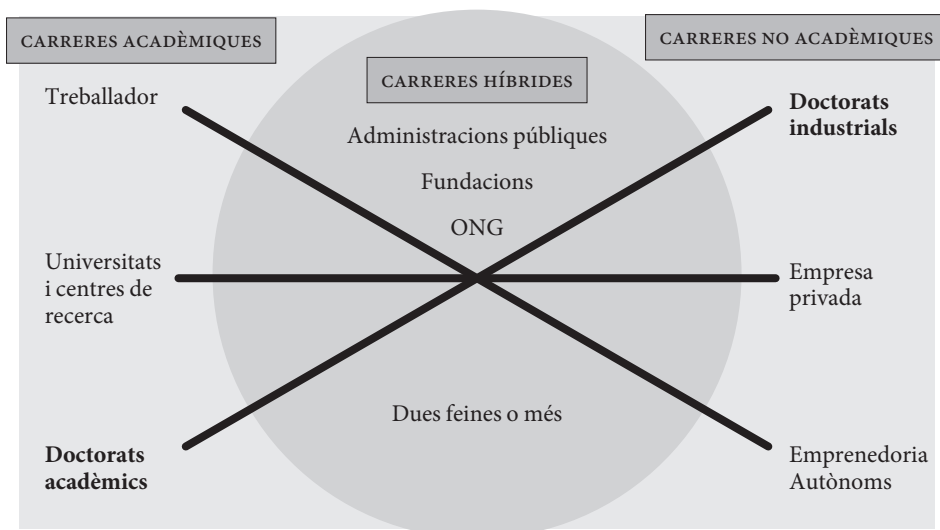 CARRERES ACADÈMIQUES
CARRERES NO ACADÈMIQUES
CARRERES HÍBRIDES
Treballador
Doctorats
industrials
Administracions públiques
Fundacions
ONG
Universitats
i centres de
recerca
Empresa
privada
Dues feines o més
Doctorats
acadèmics
Emprenedoria
Autònoms